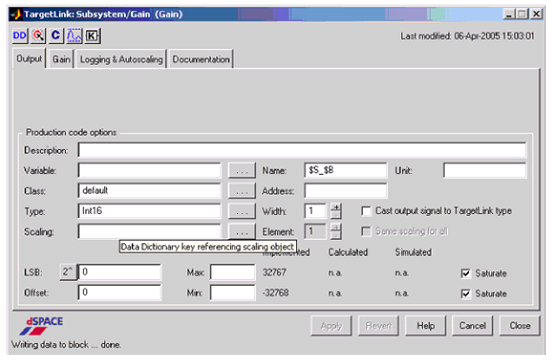 TargetLink: Subsystem/Gain (Gain)
DD C K Last modified: 06-Apr-2005 15:03:01
Output Gain Logging & Autoscaling Documentation
Production code options
Description:
Variable: ... Name: $S_$B Unit:
Class: default ... Address:
Type: Int16 ... Width: 1 Cast output signal to TargetLink type
Scaling: ... Element: 1 Same scaling for all
Data Dictionary key referencing scaling object
Implemented Calculated Simulated
LSB: 2^ 0 Max: 32767 n.a. n.a. Saturate
Offset: 0 Min: -32768 n.a. n.a. Saturate
dSPACE Apply Revert Help Cancel Close
Writing data to block ... done.